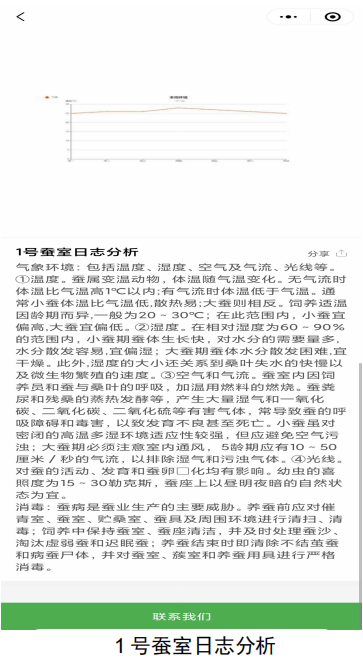 1号蚕室日志分析
分享
气象环境：包括温度、湿度、空气及气流、光线等。
①温度。蚕属变温动物，体温随气温变化。无气流时
体温比气温高1℃以内;有气流时体温低于气温。通
常小蚕体温比气温低,散热易;大蚕则相反。饲养适温
因龄期而异,一般为20～30℃；在此范围内，小蚕宜
偏高,大蚕宜偏低。②湿度。在相对湿度为60～90%
的范围内，小蚕期蚕体生长快，对水分的需要量多，
水分散发容易,宜偏湿；大蚕期蚕体水分散发困难,宜
干燥。此外,湿度的大小还关系到桑叶失水的快慢以
及微生物繁殖的速度。③空气和气流。蚕室内因饲
养员和蚕与桑叶的呼吸，加温用燃料的燃烧。蚕粪
尿和残桑的蒸热发酵等，产生大量湿气和一氧化
碳、二氧化碳、二氧化硫等有害气体，常导致蚕的呼
吸障碍和毒害，以致发育不良甚至死亡。小蚕虽对
密闭的高温多湿环境适应性较强，但应避免空气污
浊；大蚕期必须注意室内通风，5龄期应有10～50
厘米／秒的气流，以排除湿气和污浊气体。④光线。
对蚕的活动、发育和蚕卵□化均有影响。幼虫的喜
照度为15～30勒克斯，蚕座上以昼明夜暗的自然状
态为宜。
消毒：蚕病是蚕业生产的主要威胁。养蚕前应对催
青室、蚕室、贮桑室、蚕具及周围环境进行清扫、清
毒；饲养中保持蚕室、蚕座清洁，并及时处理蚕沙、
淘汰虚弱蚕和迟眠蚕；养蚕结束时即清除不结茧蚕
和病蚕尸体，并对蚕室、蔟室和养蚕用具进行严格
消毒。
联系我们
1号蚕室日志分析